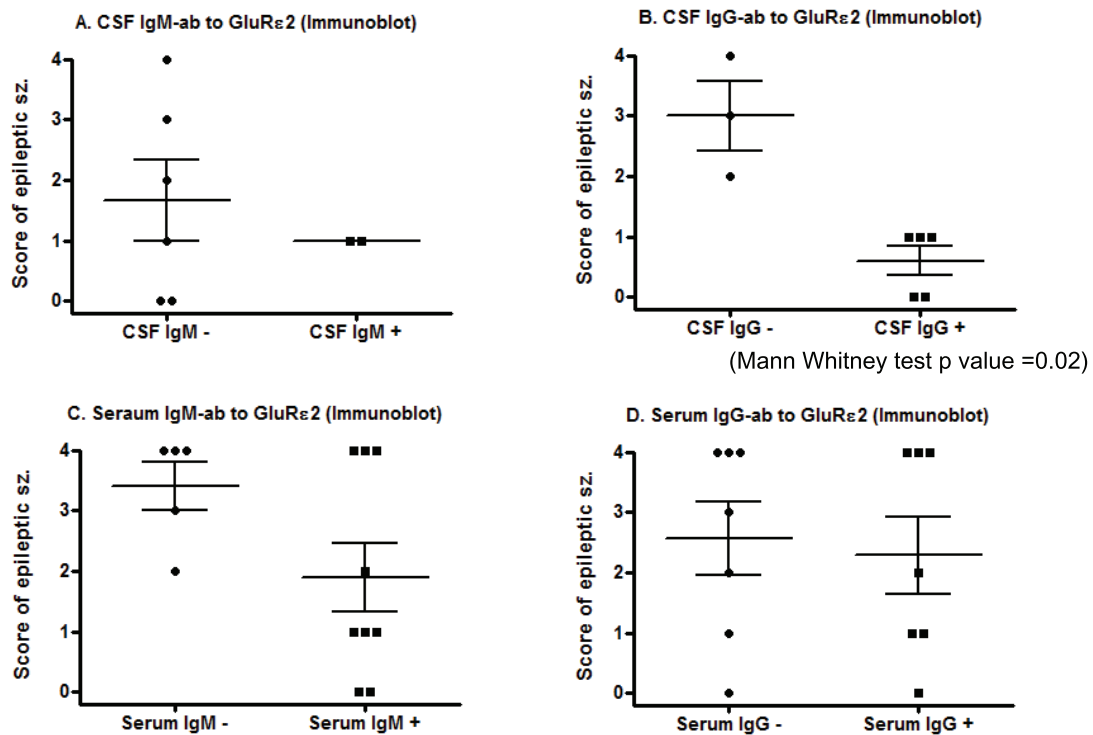 A. CSF IgM-ab to GluRε2 (Immunoblot)
Score of epileptic sz.
4
3
2
1
0
CSF IgM -
CSF IgM +
B. CSF IgG-ab to GluRε2 (Immunoblot)
Score of epileptic sz.
4
3
2
1
0
CSF IgG -
CSF IgG +
(Mann Whitney test p value =0.02)
C. Seraum IgM-ab to GluRε2 (Immunoblot)
Score of epileptic sz.
4
3
2
1
0
Serum IgM -
Serum IgM +
D. Serum IgG-ab to GluRε2 (Immunoblot)
Score of epileptic sz.
4
3
2
1
0
Serum IgG -
Serum IgG +